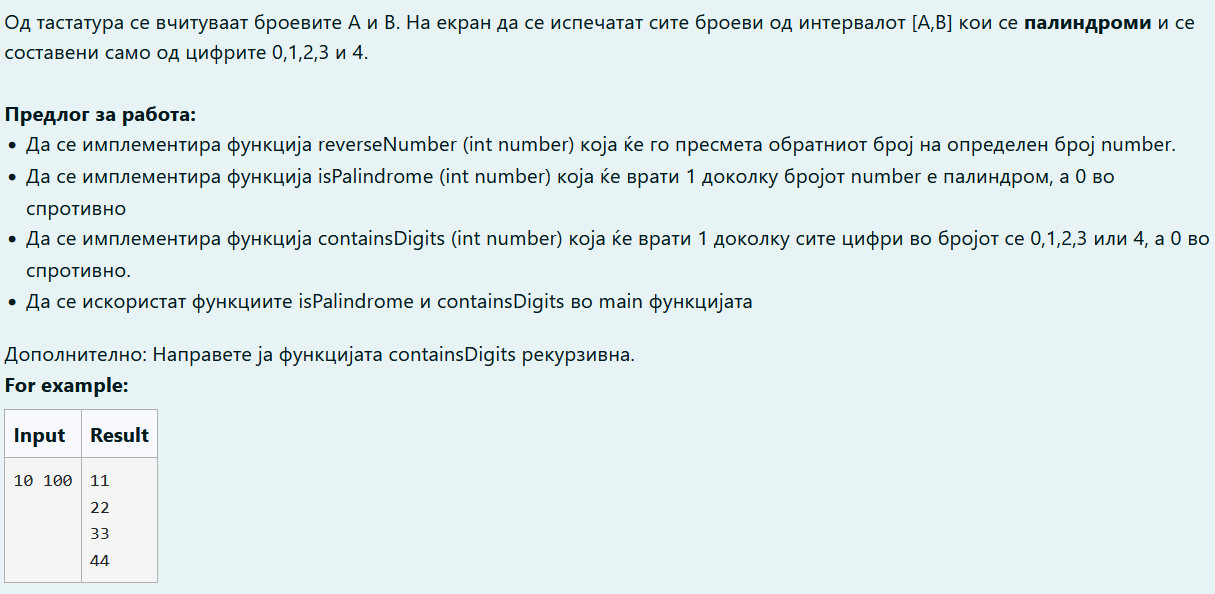 Од тастатура се вчитуваат броевите А и В. На екран да се испечатат сите броеви од интервалот [А,В] кои се палиндроми и се
составени само од цифрите 0,1,2,3 и 4.
Предлог за работа:
• Да се имплементира функција reverseNumber (int number) која ќе го пресмета обратниот број на определен број number.
• Да се имплементира функција isPalindrome (int number) која ќе врати 1 доколку бројот number е палиндром, а 0 во
спротивно
• Да се имплементира функција containsDigits (int number) која ќе врати 1 доколку сите цифри во бројот се 0,1,2,3 или 4, а 0 во
спротивно.
• Да се искористат функциите isPalindrome и containsDigits во main функцијата
Дополнително: Направете ја функцијата containsDigits рекурзивна.
For example:
Input Result
10 100 11
22
33
44